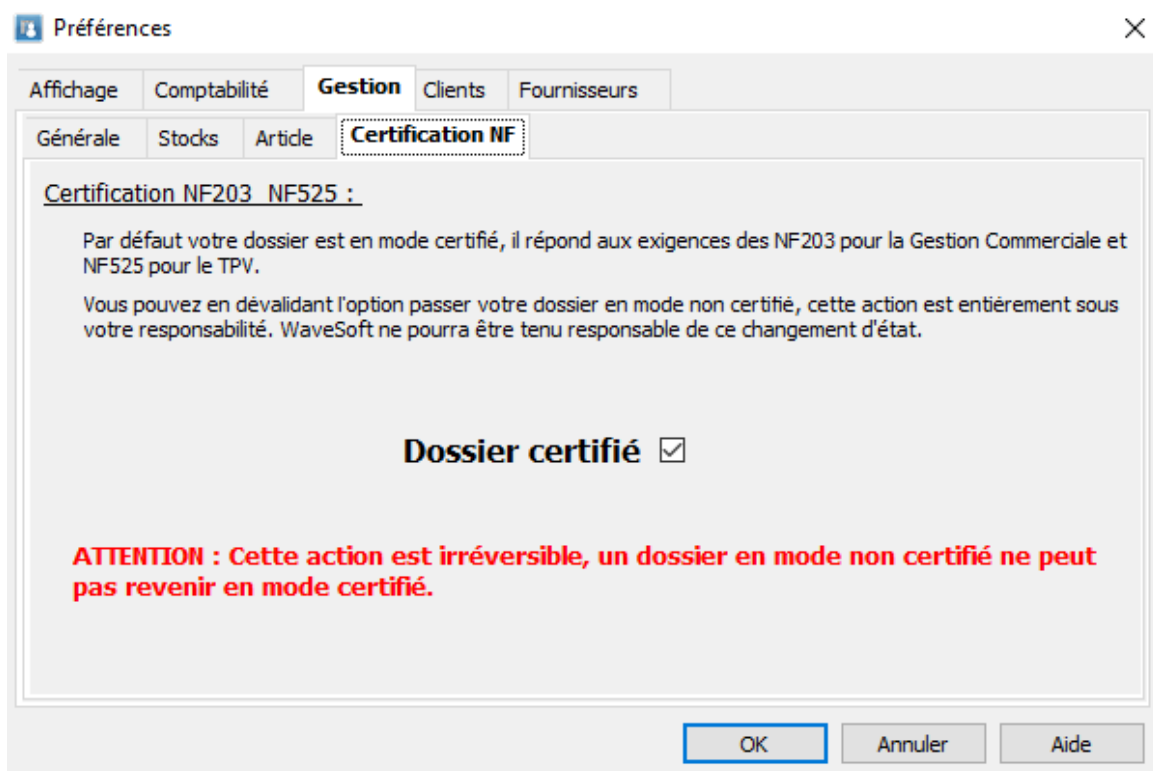 Préférences
Affichage Comptabilité Gestion Clients Fournisseurs
Générale Stocks Article Certification NF
Certification NF203 NF525 :
Par défaut votre dossier est en mode certifié, il répond aux exigences des NF203 pour la Gestion Commerciale et
NF525 pour le TPV.
Vous pouvez en dévalidant l'option passer votre dossier en mode non certifié, cette action est entiérement sous
votre responsabilité. WaveSoft ne pourra être tenu responsable de ce changement d'état.
Dossier certifié
ATTENTION : Cette action est irréversible, un dossier en mode non certifié ne peut
pas revenir en mode certifié.
OK Annuler Aide